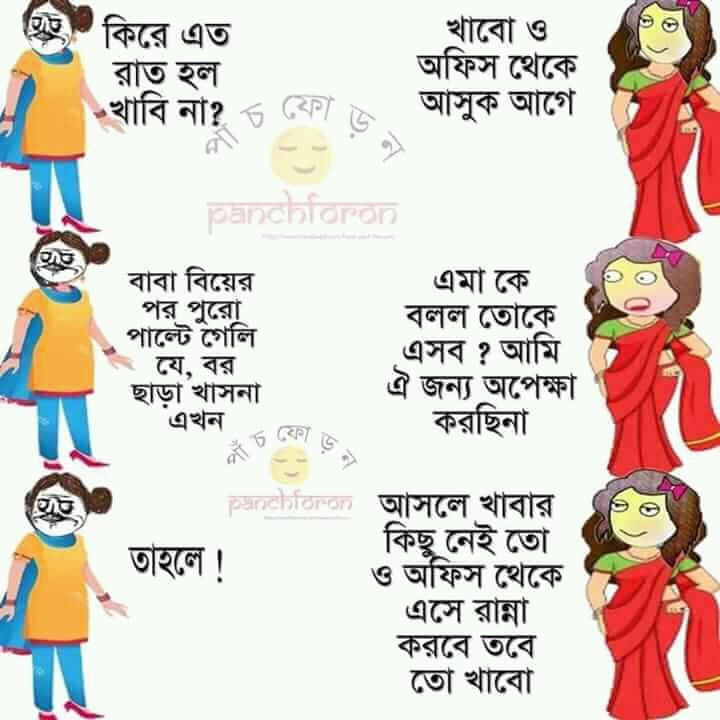 কিরে এত
রাত হল
খাবি না?
খাবো ও
অফিস থেকে
আসুক আগে
পাঁচ ফোড়ন
panchforon
বাবা বিয়ের
পর পুরো
পাল্টে গেলি
যে, বর
ছাড়া খাসনা
এখন
এমা কে
বলল তোকে
এসব ? আমি
ঐ জন্য অপেক্ষা
করছিনা
পাঁচ ফোড়ন
panchforon
তাহলে !
আসলে খাবার
কিছু নেই তো
ও অফিস থেকে
এসে রান্না
করবে তবে
তো খাবো